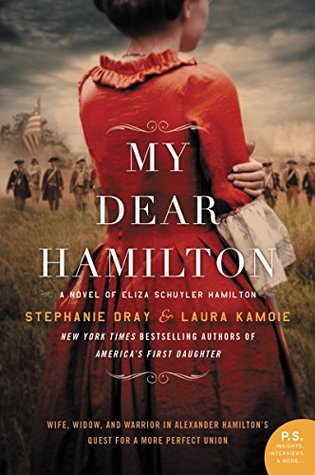 MY
DEAR
HAMILTON
A NOVEL OF ELIZA SCHUYLER HAMILTON
STEPHANIE DRAY & LAURA KAMOIE
NEW YORK TIMES BESTSELLING AUTHORS OF
AMERICA'S FIRST DAUGHTER
WIFE, WIDOW, AND WARRIOR IN ALEXANDER HAMILTON'S
QUEST FOR A MORE PERFECT UNION
P.S.
INSIGHTS,
INTERVIEWS
& MORE...